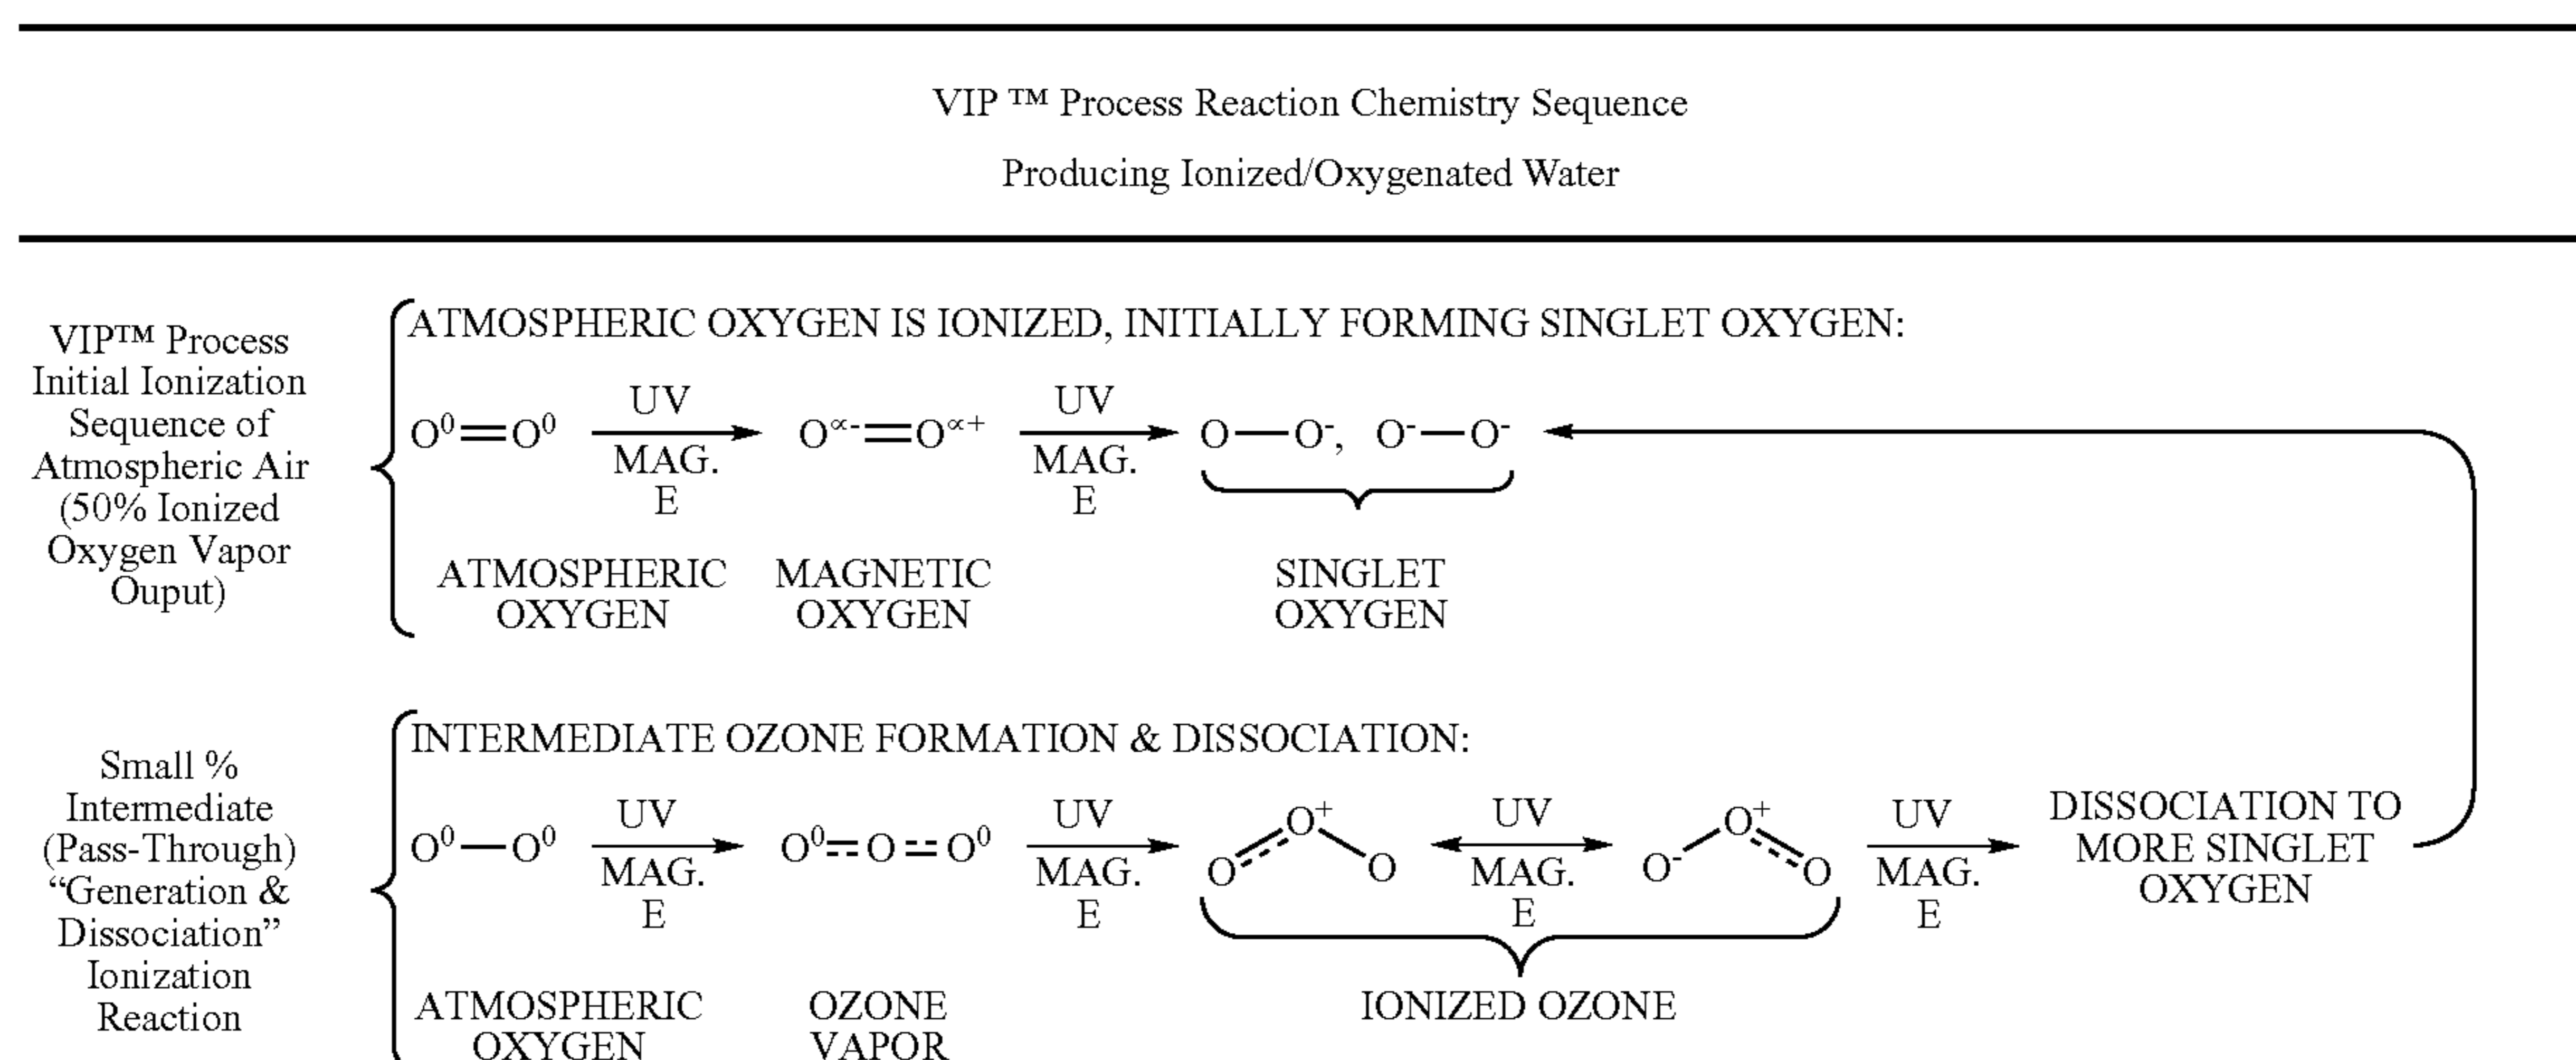 VIP ™ Process Reaction Chemistry Sequence
Producing Ionized/Oxygenated Water
VIP™ Process
Initial Ionization
Sequence of
Atmospheric Air
(50% Ionized
Oxygen Vapor
Ouput)
ATMOSPHERIC OXYGEN IS IONIZED, INITIALLY FORMING SINGLET OXYGEN:
O⁰=O⁰ UV MAG. E O∝-=O∝+ UV MAG. E O—O⁻, O⁻—O⁻
ATMOSPHERIC OXYGEN
MAGNETIC OXYGEN
SINGLET OXYGEN
Small %
Intermediate
(Pass-Through)
“Generation &
Dissociation”
Ionization
Reaction
INTERMEDIATE OZONE FORMATION & DISSOCIATION:
O⁰—O⁰ UV MAG. E O⁰=O=O⁰ UV MAG. E O O⁺ O UV MAG. E O⁻ O⁺ O UV MAG. E
DISSOCIATION TO
MORE SINGLET
OXYGEN
ATMOSPHERIC OXYGEN
OZONE VAPOR
IONIZED OZONE